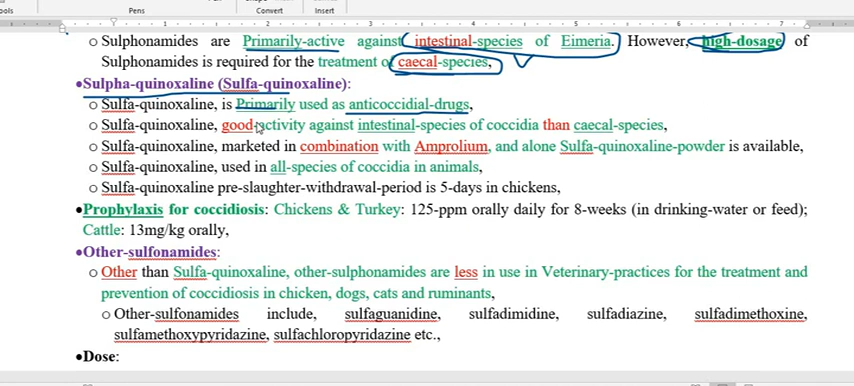 Pens
Convert
Insert
1 2 3 4 5 6 7
o Sulphonamides are Primarily-active against intestinal-species of Eimeria. However, high-dosage of
Sulphonamides is required for the treatment of caecal-species,
•Sulpha-quinoxaline (Sulfa-quinoxaline):
o Sulfa-quinoxaline, is Primarily used as anticoccidial-drugs,
o Sulfa-quinoxaline, good-activity against intestinal-species of coccidia than caecal-species,
o Sulfa-quinoxaline, marketed in combination with Amprolium, and alone Sulfa-quinoxaline-powder is available,
o Sulfa-quinoxaline, used in all-species of coccidia in animals,
o Sulfa-quinoxaline pre-slaughter-withdrawal-period is 5-days in chickens,
•Prophylaxis for coccidiosis: Chickens & Turkey: 125-ppm orally daily for 8-weeks (in drinking-water or feed);
Cattle: 13mg/kg orally,
•Other-sulfonamides:
o Other than Sulfa-quinoxaline, other-sulphonamides are less in use in Veterinary-practices for the treatment and
prevention of coccidiosis in chicken, dogs, cats and ruminants,
o Other-sulfonamides include, sulfaguanidine, sulfadimidine, sulfadiazine, sulfadimethoxine,
sulfamethoxypyridazine, sulfachloropyridazine etc.,
•Dose: